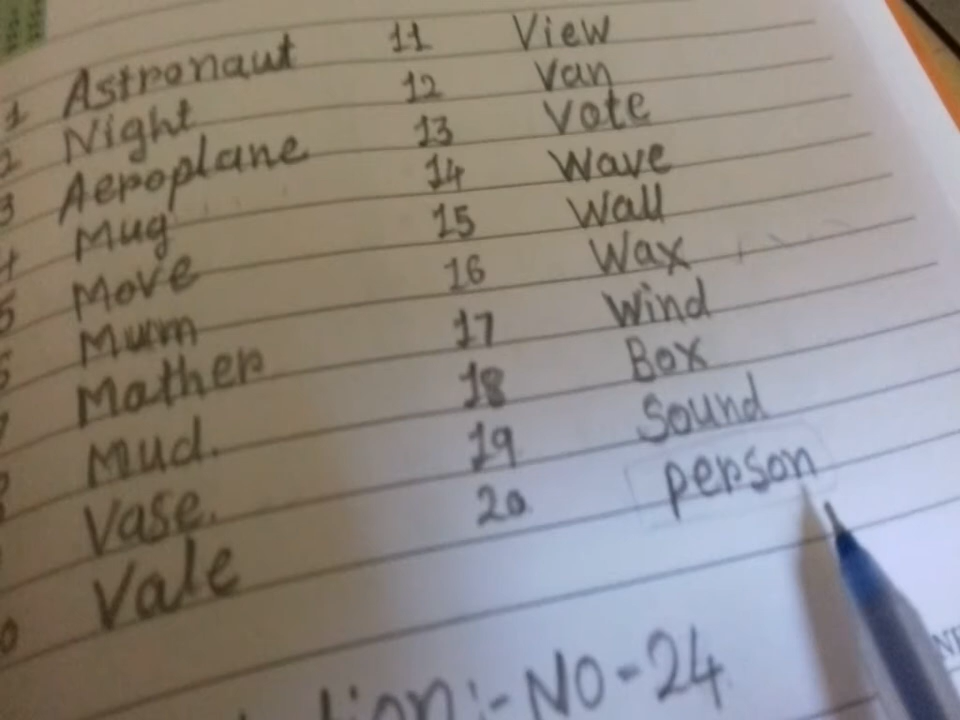 1 Astronaut 11 View
2 Night 12 Van
3 Aeroplane 13 Vote
4 Mug 14 Wave
5 Move 15 Wall
6 Mum 16 Wax
7 Mather 17 Wind
8 Mud. 18 Box
Vase. 19 Sound
0 Vale 20 person
:-NO-24